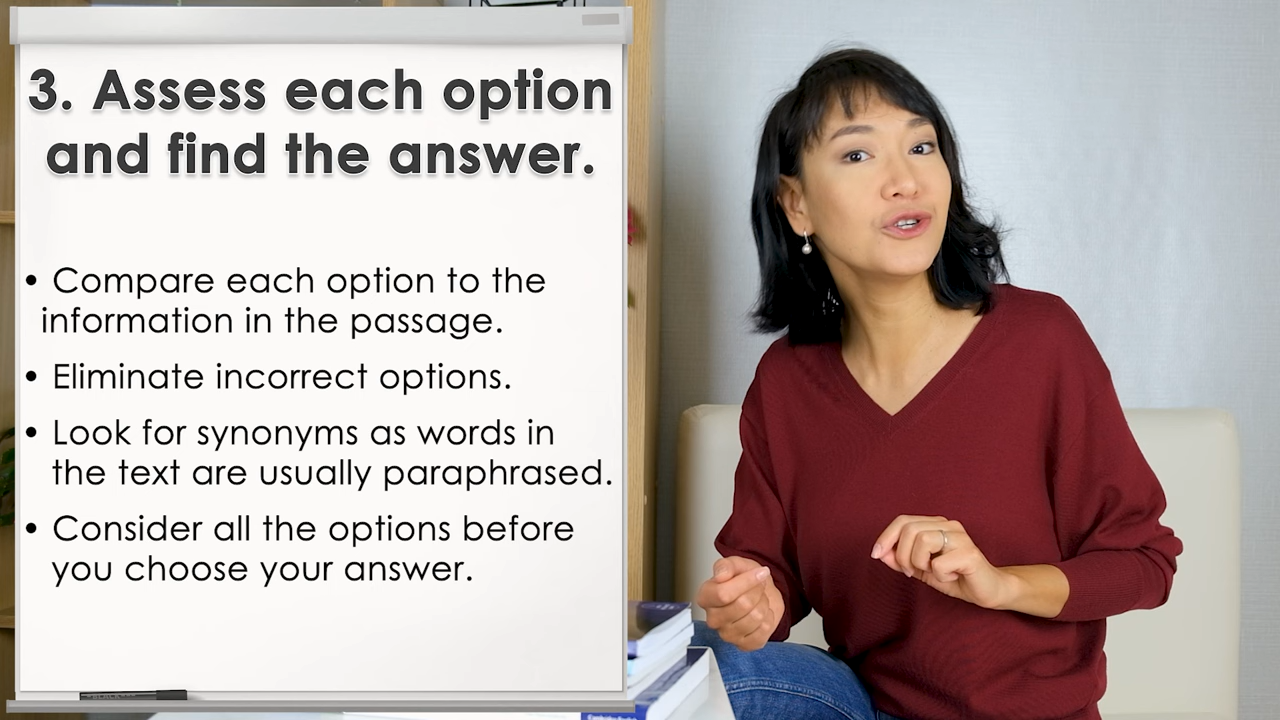 3. Assess each option
and find the answer.
• Compare each option to the
information in the passage.
• Eliminate incorrect options.
• Look for synonyms as words in
the text are usually paraphrased.
• Consider all the options before
you choose your answer.